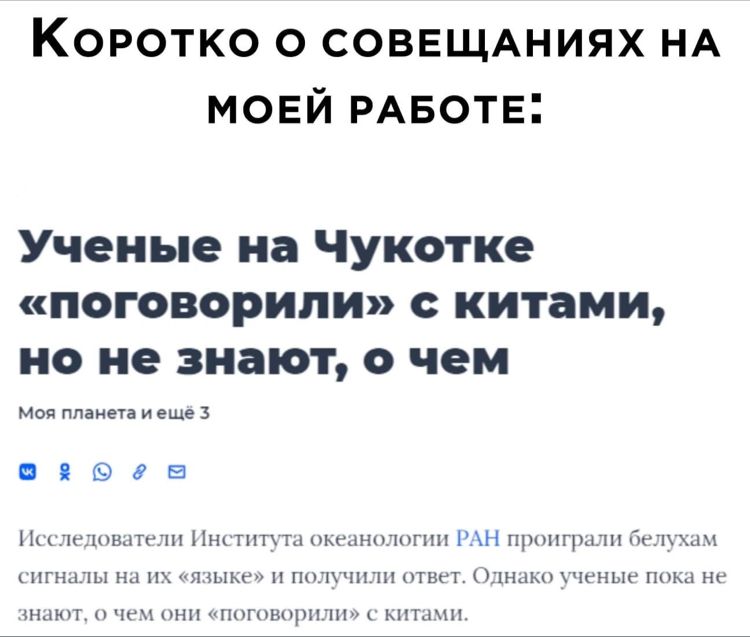 Коротко о совещаниях на
моей работе:
Ученые на Чукотке
«поговорили» с китами,
но не знают, о чем
Моя планета и ещё 3
Исследователи Института океанологии РАН проиграли белухам
сигналы на их «языке» и получили ответ. Однако ученые пока не
знают, о чем они «поговорили» с китами.